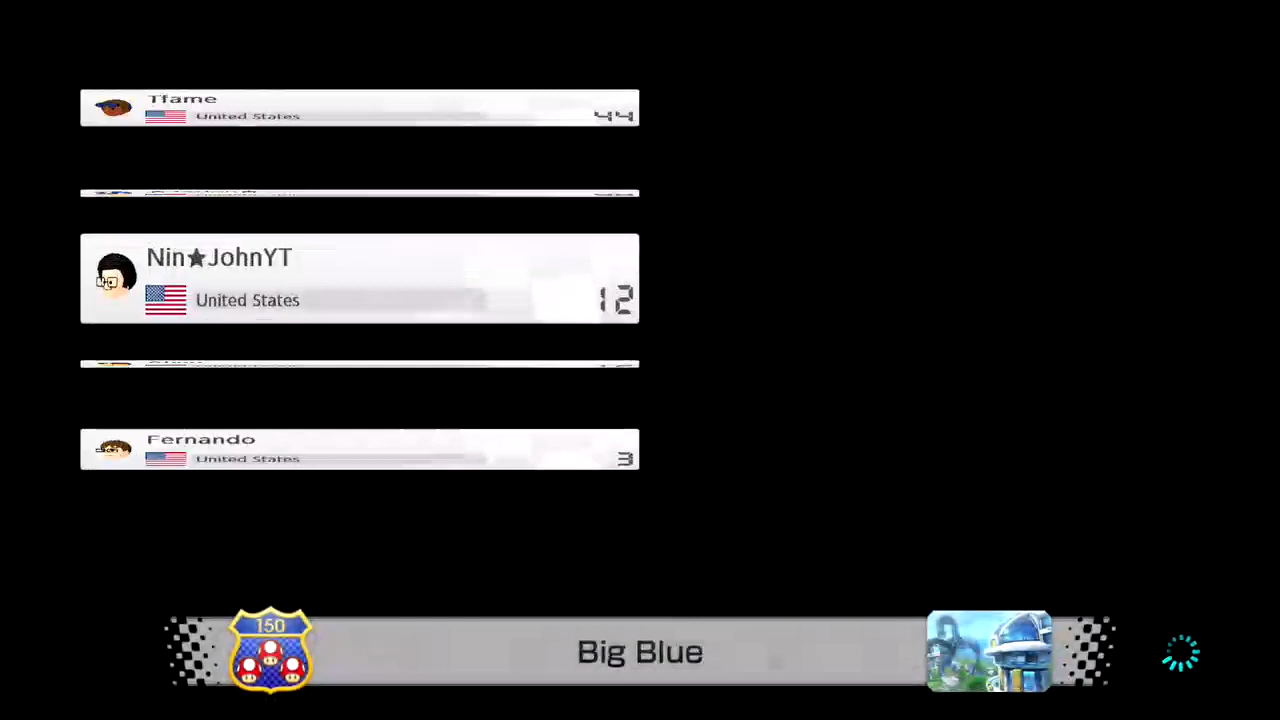 Tfame
United States
44
Nin★JohnYT
United States
12
Fernando
United States
3
150
Big Blue